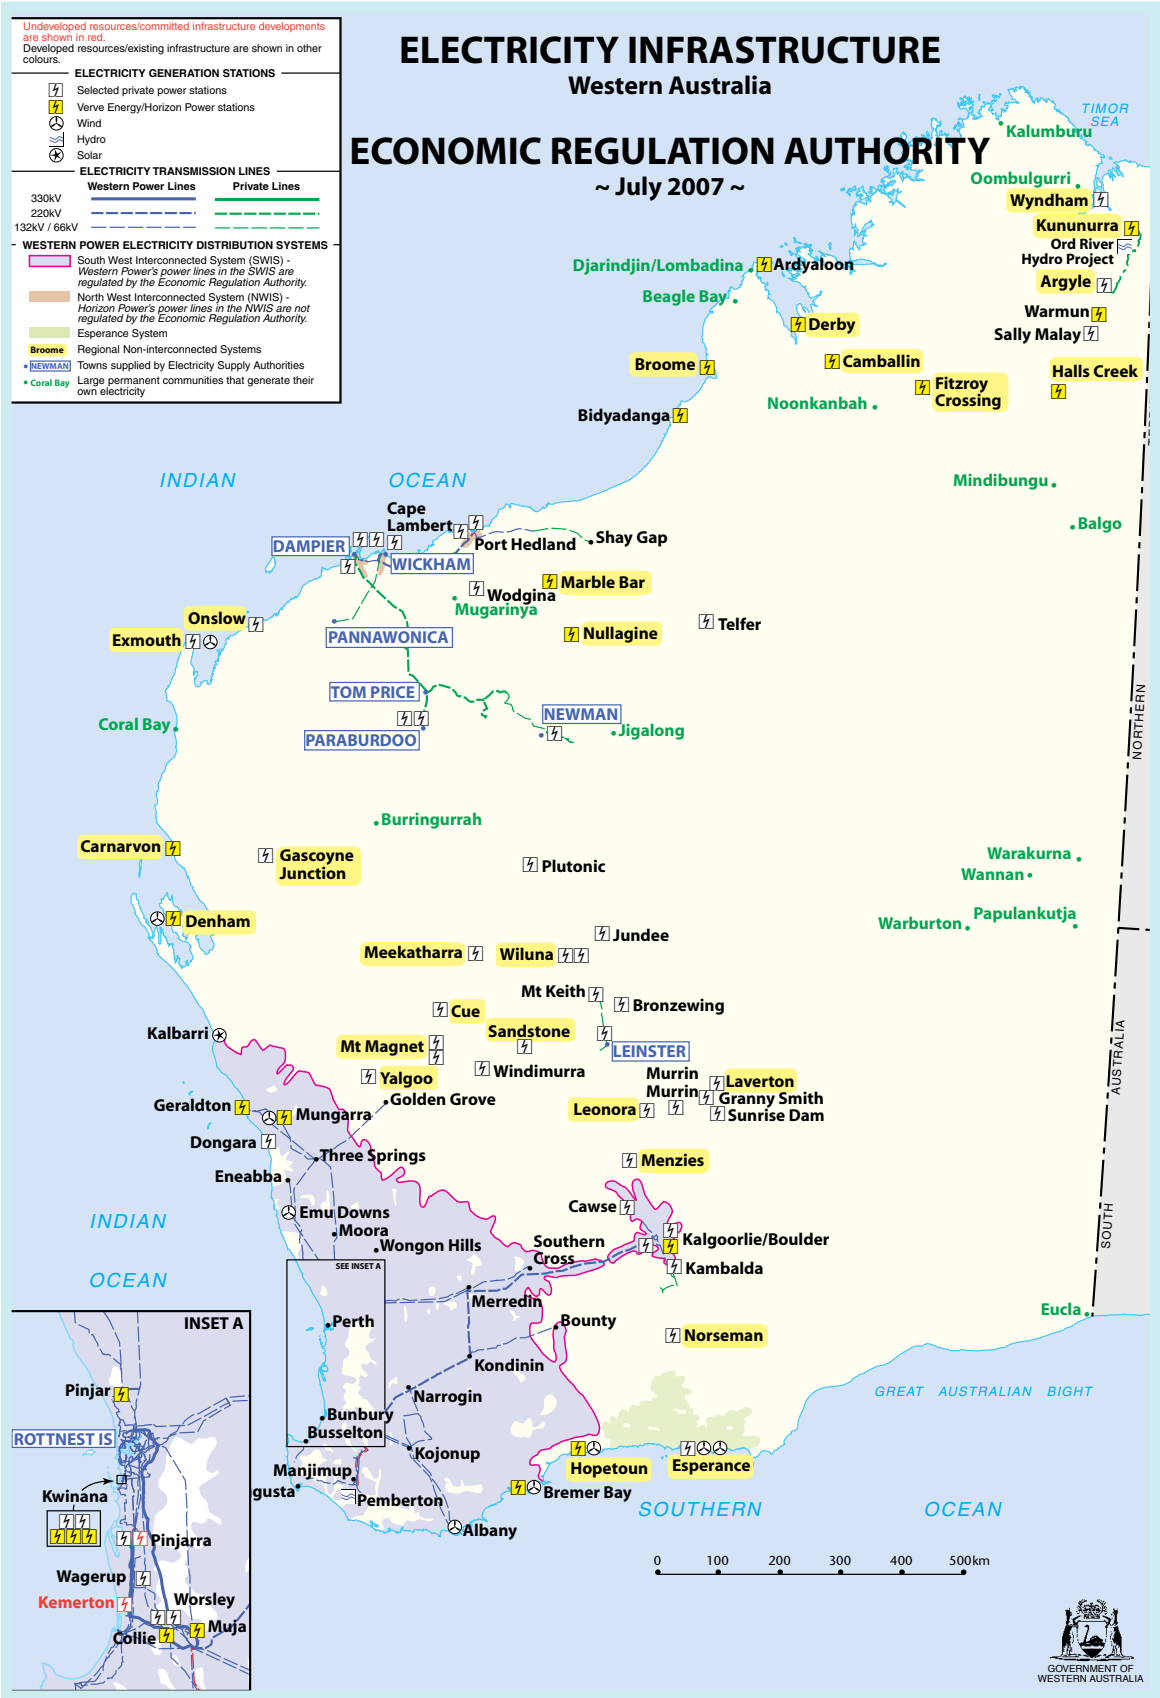 ELECTRICITY INFRASTRUCTURE
Western Australia
ECONOMIC REGULATION AUTHORITY
~ July 2007 ~
Undeveloped resources/committed infrastructure developments
are shown in red.
Developed resources/existing infrastructure are shown in other
colours.
ELECTRICITY GENERATION STATIONS
Selected private power stations
Verve Energy/Horizon Power stations
Wind
Hydro
Solar
ELECTRICITY TRANSMISSION LINES
Western Power Lines Private Lines
330kV
220kV
132kV / 66kV
WESTERN POWER ELECTRICITY DISTRIBUTION SYSTEMS
South West Interconnected System (SWIS) -
Western Power's power lines in the SWIS are
regulated by the Economic Regulation Authority.
North West Interconnected System (NWIS) -
Horizon Power's power lines in the NWIS are not
regulated by the Economic Regulation Authority.
Esperance System
Broome Regional Non-interconnected Systems
NEWMAN Towns supplied by Electricity Supply Authorities
Coral Bay Large permanent communities that generate their
own electricity
TIMOR
SEA
Kalumburu
Oombulgurri
Wyndham
Kununurra
Ord River
Hydro Project
Argyle
Warmun
Sally Malay
Halls Creek
Djarindjin/Lombadina
Ardyaloon
Beagle Bay
Derby
Broome
Camballin
Fitzroy
Crossing
Noonkanbah
Bidyadanga
Mindibungu
Balgo
INDIAN OCEAN
Cape
Lambert
Port Hedland
Shay Gap
DAMPIER
WICKHAM
Marble Bar
Wodgina
Mugarinya
Onslow
Exmouth
PANNAWONICA
Nullagine
Telfer
TOM PRICE
NEWMAN
Jigalong
PARABURDOO
Coral Bay
NORTHERN
Burringurrah
Carnarvon
Gascoyne
Junction
Plutonic
Warakurna
Wannan
Papulankutja
Warburton
Denham
Jundee
Meekatharra
Wiluna
Mt Keith
Bronzewing
Cue
Sandstone
Kalbarri
Mt Magnet
LEINSTER
Windimurra
Yalgoo
Murrin
Murrin
Laverton
Granny Smith
Sunrise Dam
Leonora
Golden Grove
Geraldton
Mungarra
Dongara
Three Springs
Eneabba
Menzies
AUSTRALIA
SOUTH
Emu Downs
Moora
Wongon Hills
Cawse
Kalgoorlie/Boulder
Southern
Cross
Kambalda
INDIAN
OCEAN
SEE INSET A
Merredin
Perth
Bounty
Norseman
Eucla
Kondinin
Narrogin
GREAT AUSTRALIAN BIGHT
Bunbury
Busselton
Kojonup
Manjimup
gusta
Pemberton
Hopetoun
Esperance
Bremer Bay
Albany
SOUTHERN OCEAN
0 100 200 300 400 500km
INSET A
Pinjar
ROTTNEST IS
Kwinana
Pinjarra
Wagerup
Kemerton
Worsley
Collie
Muja
GOVERNMENT OF
WESTERN AUSTRALIA